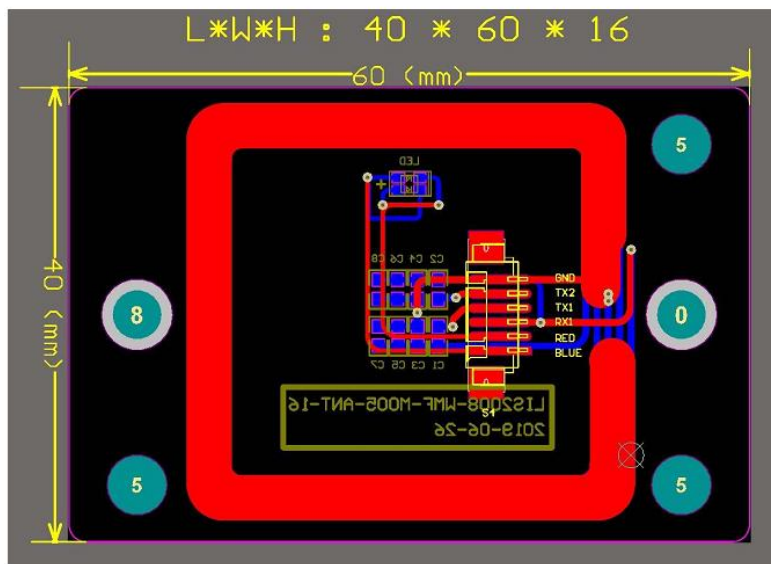 L*W*H : 40 * 60 * 16
60 (mm)
40 (mm)
5
LED
+
C8 C6 C4 C2
GND
TX2
TX1
RX1
RED
BLUE
8
0
C7 C5 C3 C1
S1
LIS2008-WMF-M005-ANT-16
2019-06-26
5
5